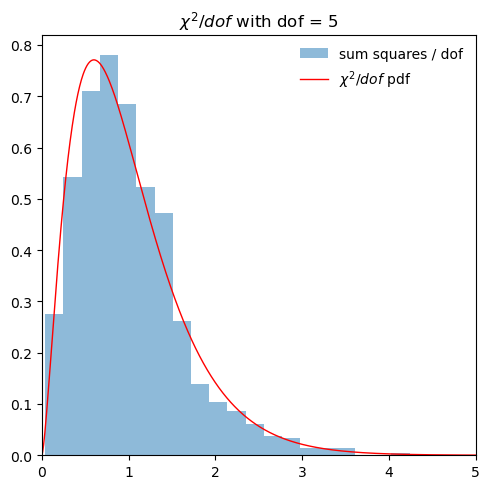 χ²/dof with dof = 5
sum squares / dof
χ²/dof pdf
0.8
0.7
0.6
0.5
0.4
0.3
0.2
0.1
0.0
0 1 2 3 4 5